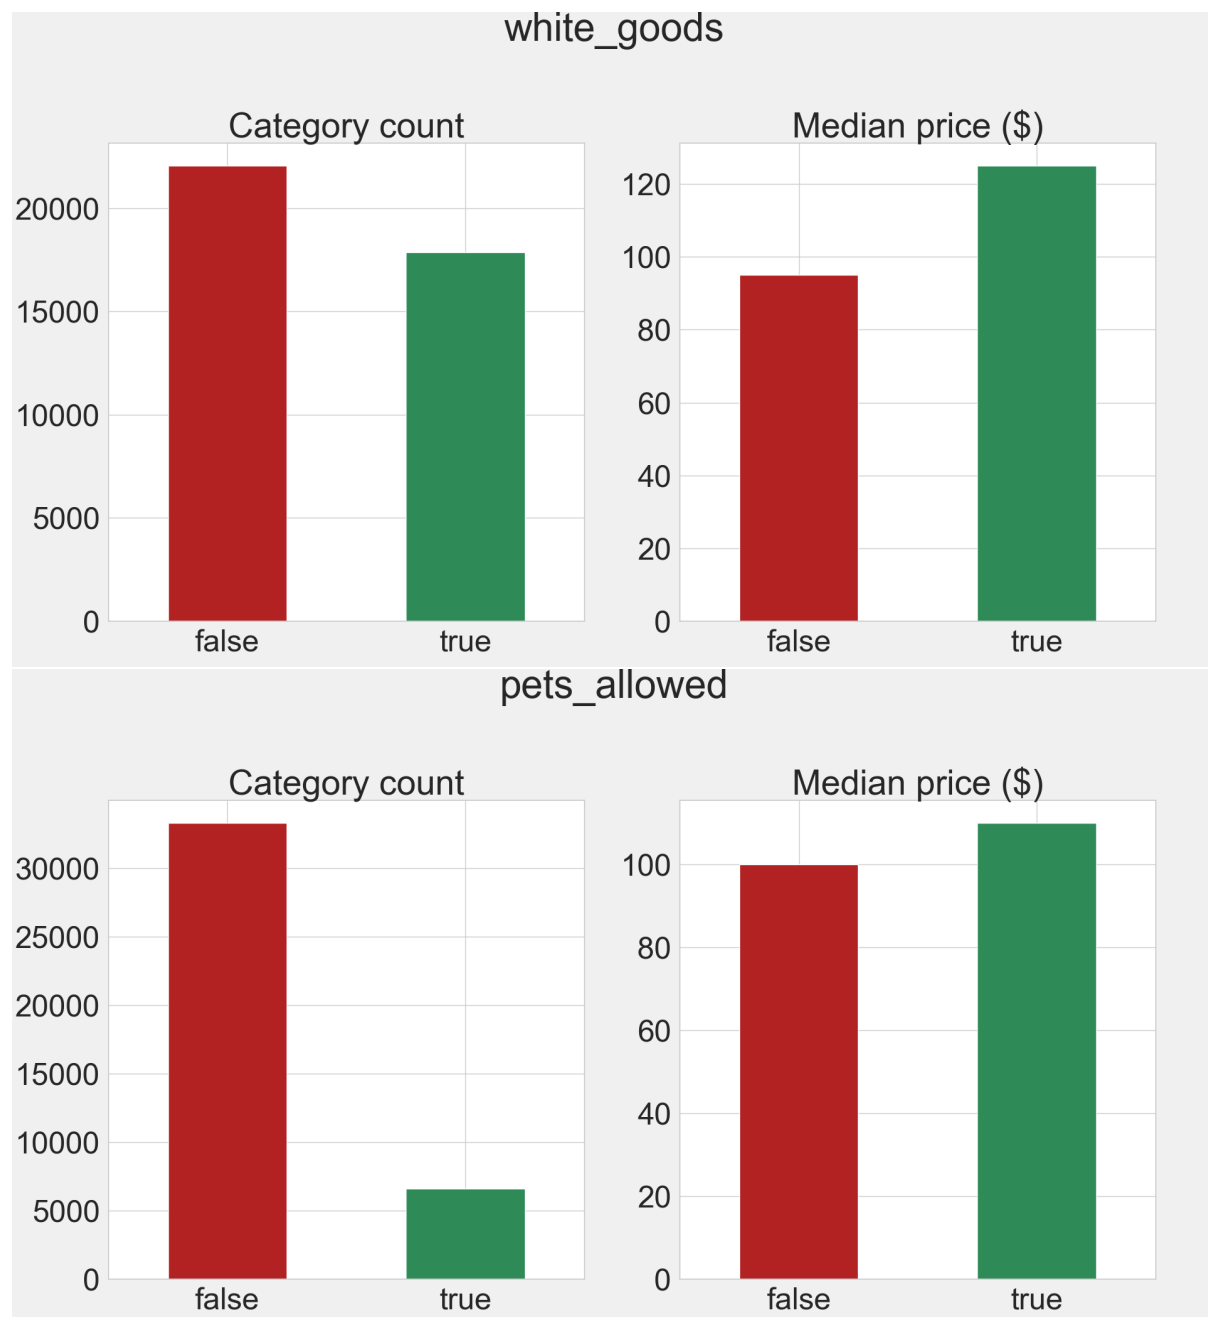 white_goods
Category count
Median price ($)
20000
15000
10000
5000
0
false
true
120
100
80
60
40
20
0
false
true
pets_allowed
Category count
Median price ($)
30000
25000
20000
15000
10000
5000
0
false
true
100
80
60
40
20
0
false
true